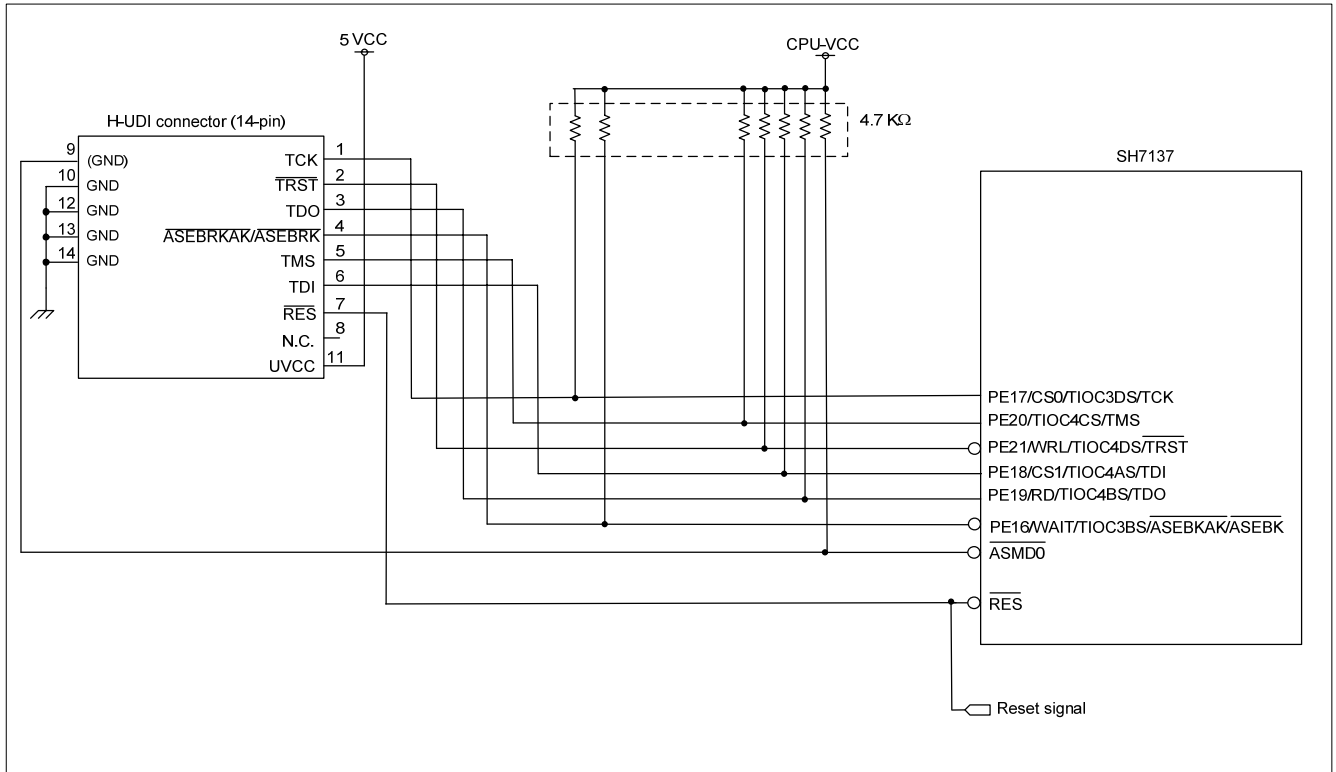 5 VCC
CPU-VCC
H-UDI connector (14-pin)
4.7 KΩ
SH7137
9
(GND)
10
GND
12
GND
13
GND
14
GND
TCK
1
TRST
2
TDO
3
ASEBRKAK/ASEBRK
4
TMS
5
TDI
6
RES
7
N.C.
8
UVCC
11
PE17/CS0/TIOC3DS/TCK
PE20/TIOC4CS/TMS
PE21/WRL/TIOC4DS/TRST
PE18/CS1/TIOC4AS/TDI
PE19/RD/TIOC4BS/TDO
PE16/WAIT/TIOC3BS/ASEBKAK/ASEBK
ASMD0
RES
Reset signal